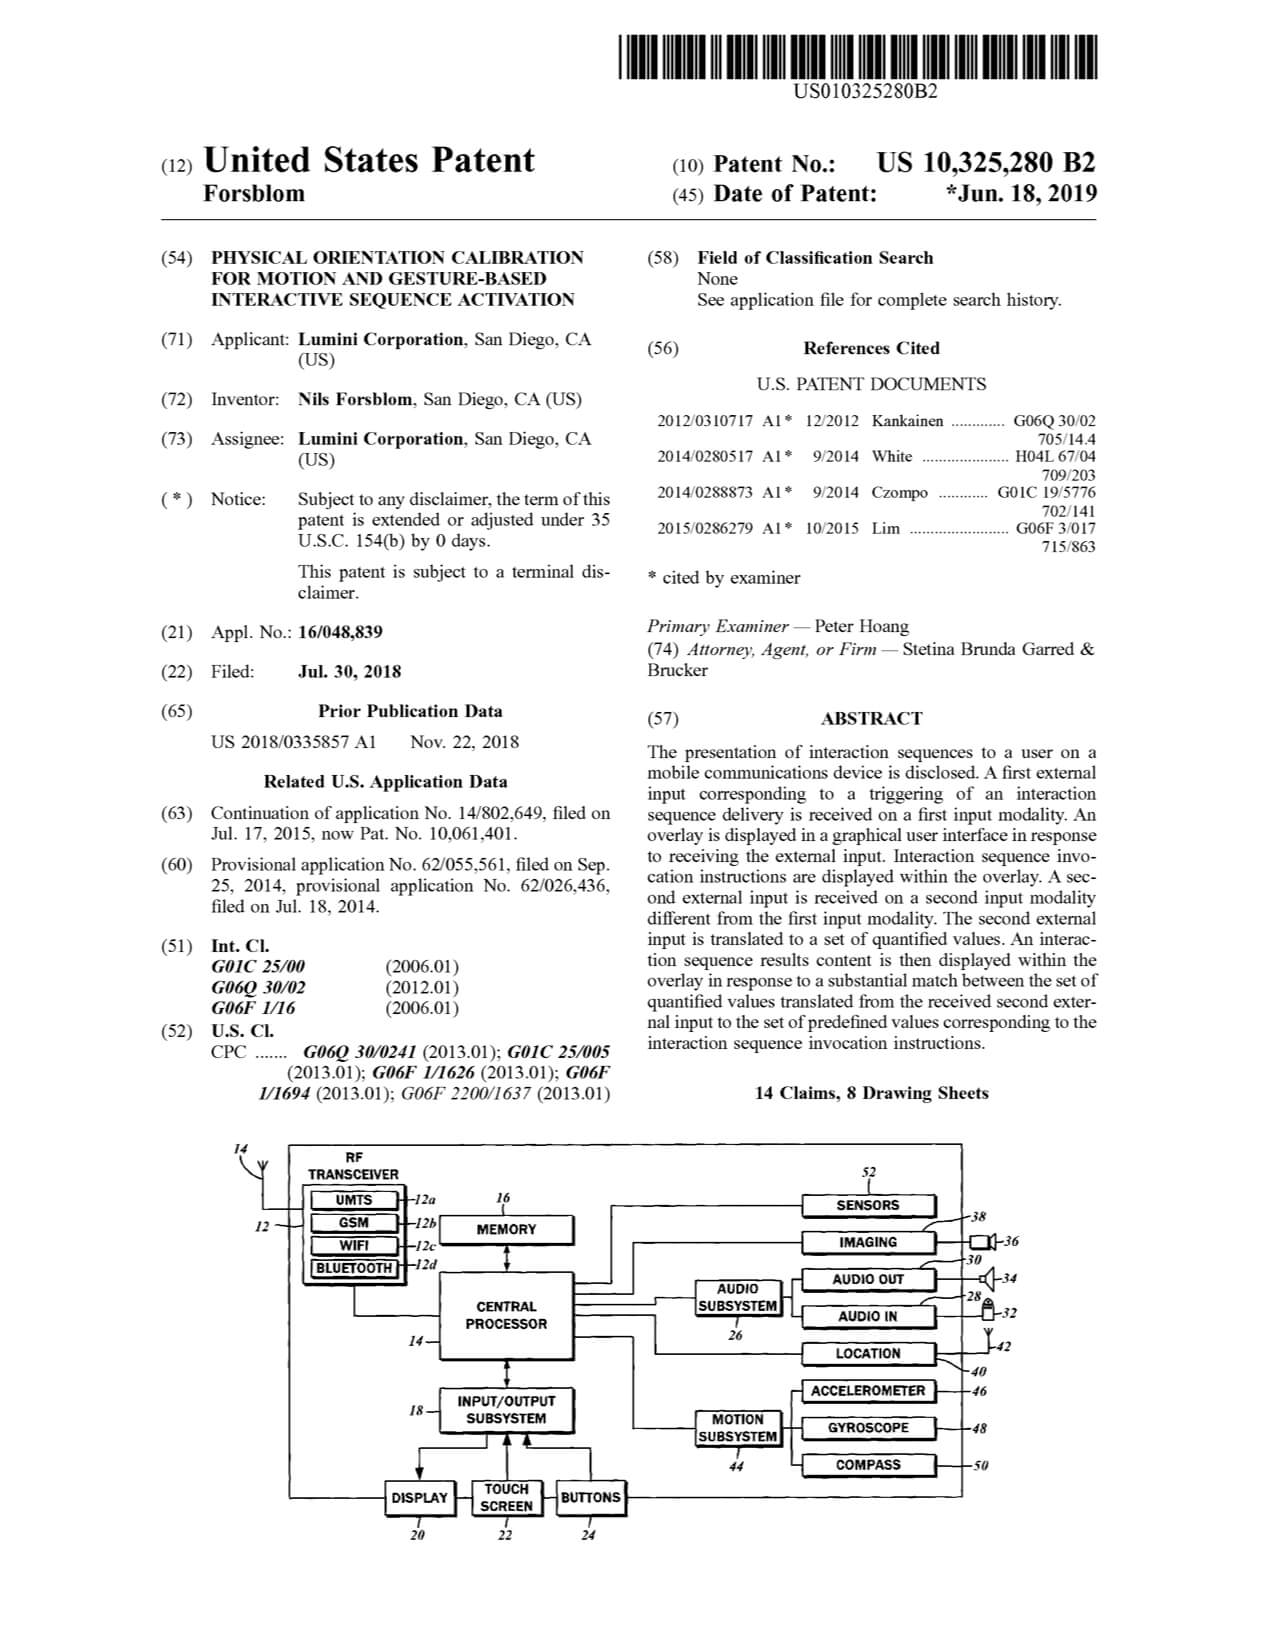 US010325280B2
(12) United States Patent
Forsblom
(10) Patent No.: US 10,325,280 B2
(45) Date of Patent: *Jun. 18, 2019
(54) PHYSICAL ORIENTATION CALIBRATION
FOR MOTION AND GESTURE-BASED
INTERACTIVE SEQUENCE ACTIVATION
(71) Applicant: Lumini Corporation, San Diego, CA
(US)
(72) Inventor: Nils Forsblom, San Diego, CA (US)
(73) Assignee: Lumini Corporation, San Diego, CA
(US)
( * ) Notice: Subject to any disclaimer, the term of this
patent is extended or adjusted under 35
U.S.C. 154(b) by 0 days.
This patent is subject to a terminal dis-
claimer.
(21) Appl. No.: 16/048,839
(22) Filed: Jul. 30, 2018
(65) Prior Publication Data
US 2018/0335857 A1 Nov. 22, 2018
Related U.S. Application Data
(63) Continuation of application No. 14/802,649, filed on
Jul. 17, 2015, now Pat. No. 10,061,401.
(60) Provisional application No. 62/055,561, filed on Sep.
25, 2014, provisional application No. 62/026,436,
filed on Jul. 18, 2014.
(51) Int. Cl.
G01C 25/00 (2006.01)
G06Q 30/02 (2012.01)
G06F 1/16 (2006.01)
(52) U.S. Cl.
CPC ....... G06Q 30/0241 (2013.01); G01C 25/005
(2013.01); G06F 1/1626 (2013.01); G06F
1/1694 (2013.01); G06F 2200/1637 (2013.01)
(58) Field of Classification Search
None
See application file for complete search history.
(56) References Cited
U.S. PATENT DOCUMENTS
2012/0310717 A1* 12/2012 Kankainen ............ G06Q 30/02
705/14.4
2014/0280517 A1* 9/2014 White ..................... H04L 67/04
709/203
2014/0288873 A1* 9/2014 Czompo ............ G01C 19/5776
702/141
2015/0286279 A1* 10/2015 Lim ........................ G06F 3/017
715/863
* cited by examiner
Primary Examiner — Peter Hoang
(74) Attorney, Agent, or Firm — Stetina Brunda Garred &
Brucker
(57) ABSTRACT
The presentation of interaction sequences to a user on a
mobile communications device is disclosed. A first external
input corresponding to a triggering of an interaction
sequence delivery is received on a first input modality. An
overlay is displayed in a graphical user interface in response
to receiving the external input. Interaction sequence invo-
cation instructions are displayed within the overlay. A sec-
ond external input is received on a second input modality
different from the first input modality. The second external
input is translated to a set of quantified values. An interac-
tion sequence results content is then displayed within the
overlay in response to a substantial match between the set of
quantified values translated from the received second exter-
nal input to the set of predefined values corresponding to the
interaction sequence invocation instructions.
14 Claims, 8 Drawing Sheets
14
RF
TRANSCEIVER
UMTS 12a
GSM 12b
WIFI 12c
BLUETOOTH 12d
12
16
MEMORY
CENTRAL
PROCESSOR
14
INPUT/OUTPUT
SUBSYSTEM
18
DISPLAY
20
TOUCH
SCREEN
22
BUTTONS
24
52
SENSORS
38
IMAGING 36
30
AUDIO OUT 34
28
AUDIO IN 32
AUDIO
SUBSYSTEM
26
LOCATION 42
40
ACCELEROMETER 46
MOTION
SUBSYSTEM
44
GYROSCOPE 48
COMPASS 50